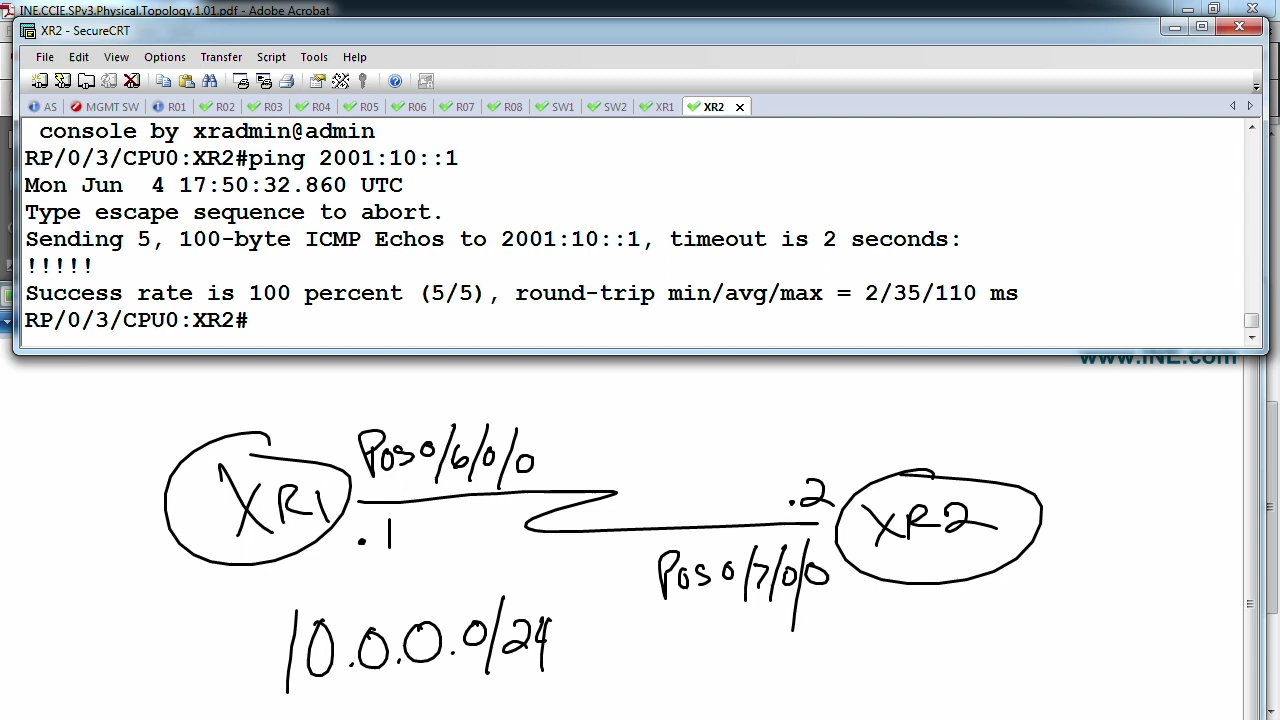 INE.CCIE.SPv3.Physical.Topology.1.01.pdf - Adobe Acrobat
XR2 - SecureCRT
File Edit View Options Transfer Script Tools Help
AS MGMT SW R01 R02 R03 R04 R05 R06 R07 R08 SW1 SW2 XR1 XR2
console by xradmin@admin
RP/0/3/CPU0:XR2#ping 2001:10::1
Mon Jun  4 17:50:32.860 UTC
Type escape sequence to abort.
Sending 5, 100-byte ICMP Echos to 2001:10::1, timeout is 2 seconds:
!!!!!
Success rate is 100 percent (5/5), round-trip min/avg/max = 2/35/110 ms
RP/0/3/CPU0:XR2#
www.INE.com
Pos0/6/0/0
XR1
.1
.2
XR2
Pos0/7/0/0
10.0.0.0/24